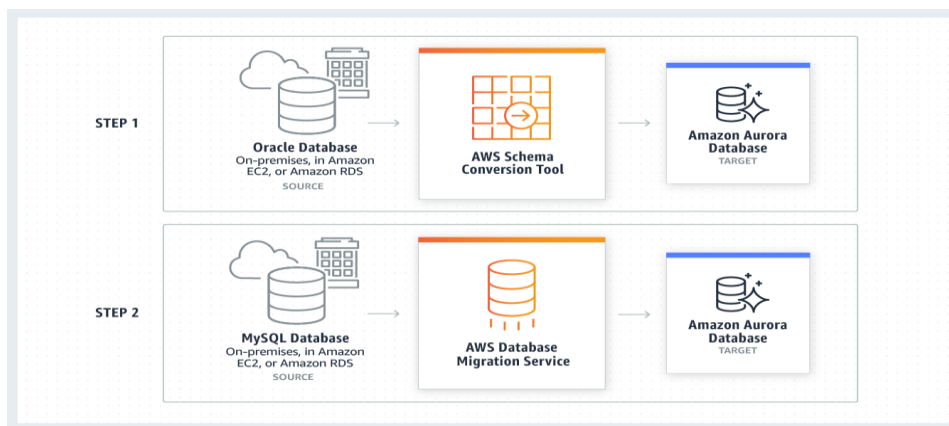 STEP 1
Oracle Database
On-premises, in Amazon
EC2, or Amazon RDS
SOURCE
AWS Schema
Conversion Tool
Amazon Aurora
Database
TARGET
STEP 2
MySQL Database
On-premises, in Amazon
EC2, or Amazon RDS
SOURCE
AWS Database
Migration Service
Amazon Aurora
Database
TARGET